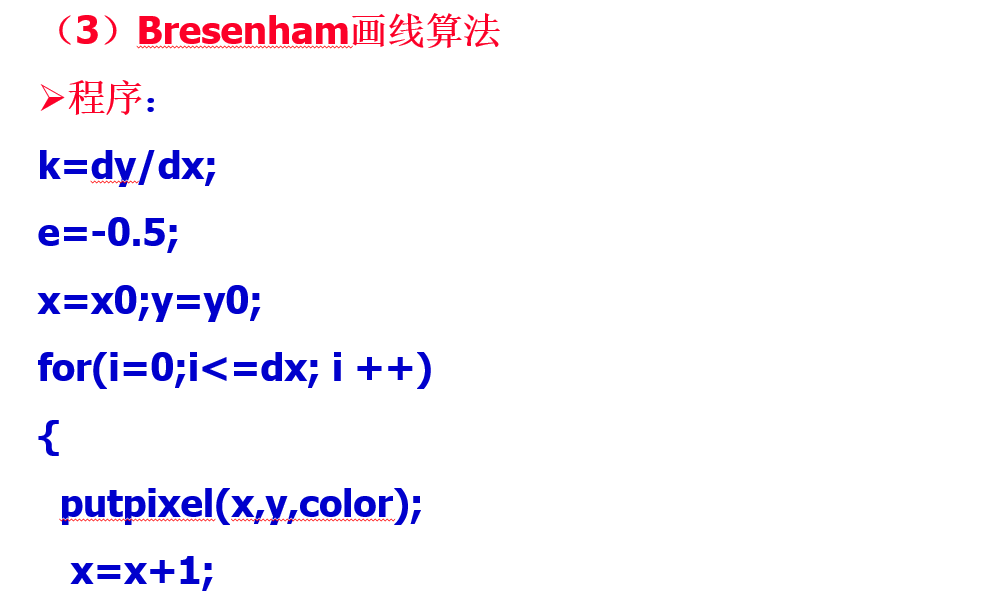 （3）Bresenham画线算法
➢程序：
k=dy/dx;
e=-0.5;
x=x0;y=y0;
for(i=0;i<=dx; i ++)
{
putpixel(x,y,color);
x=x+1;